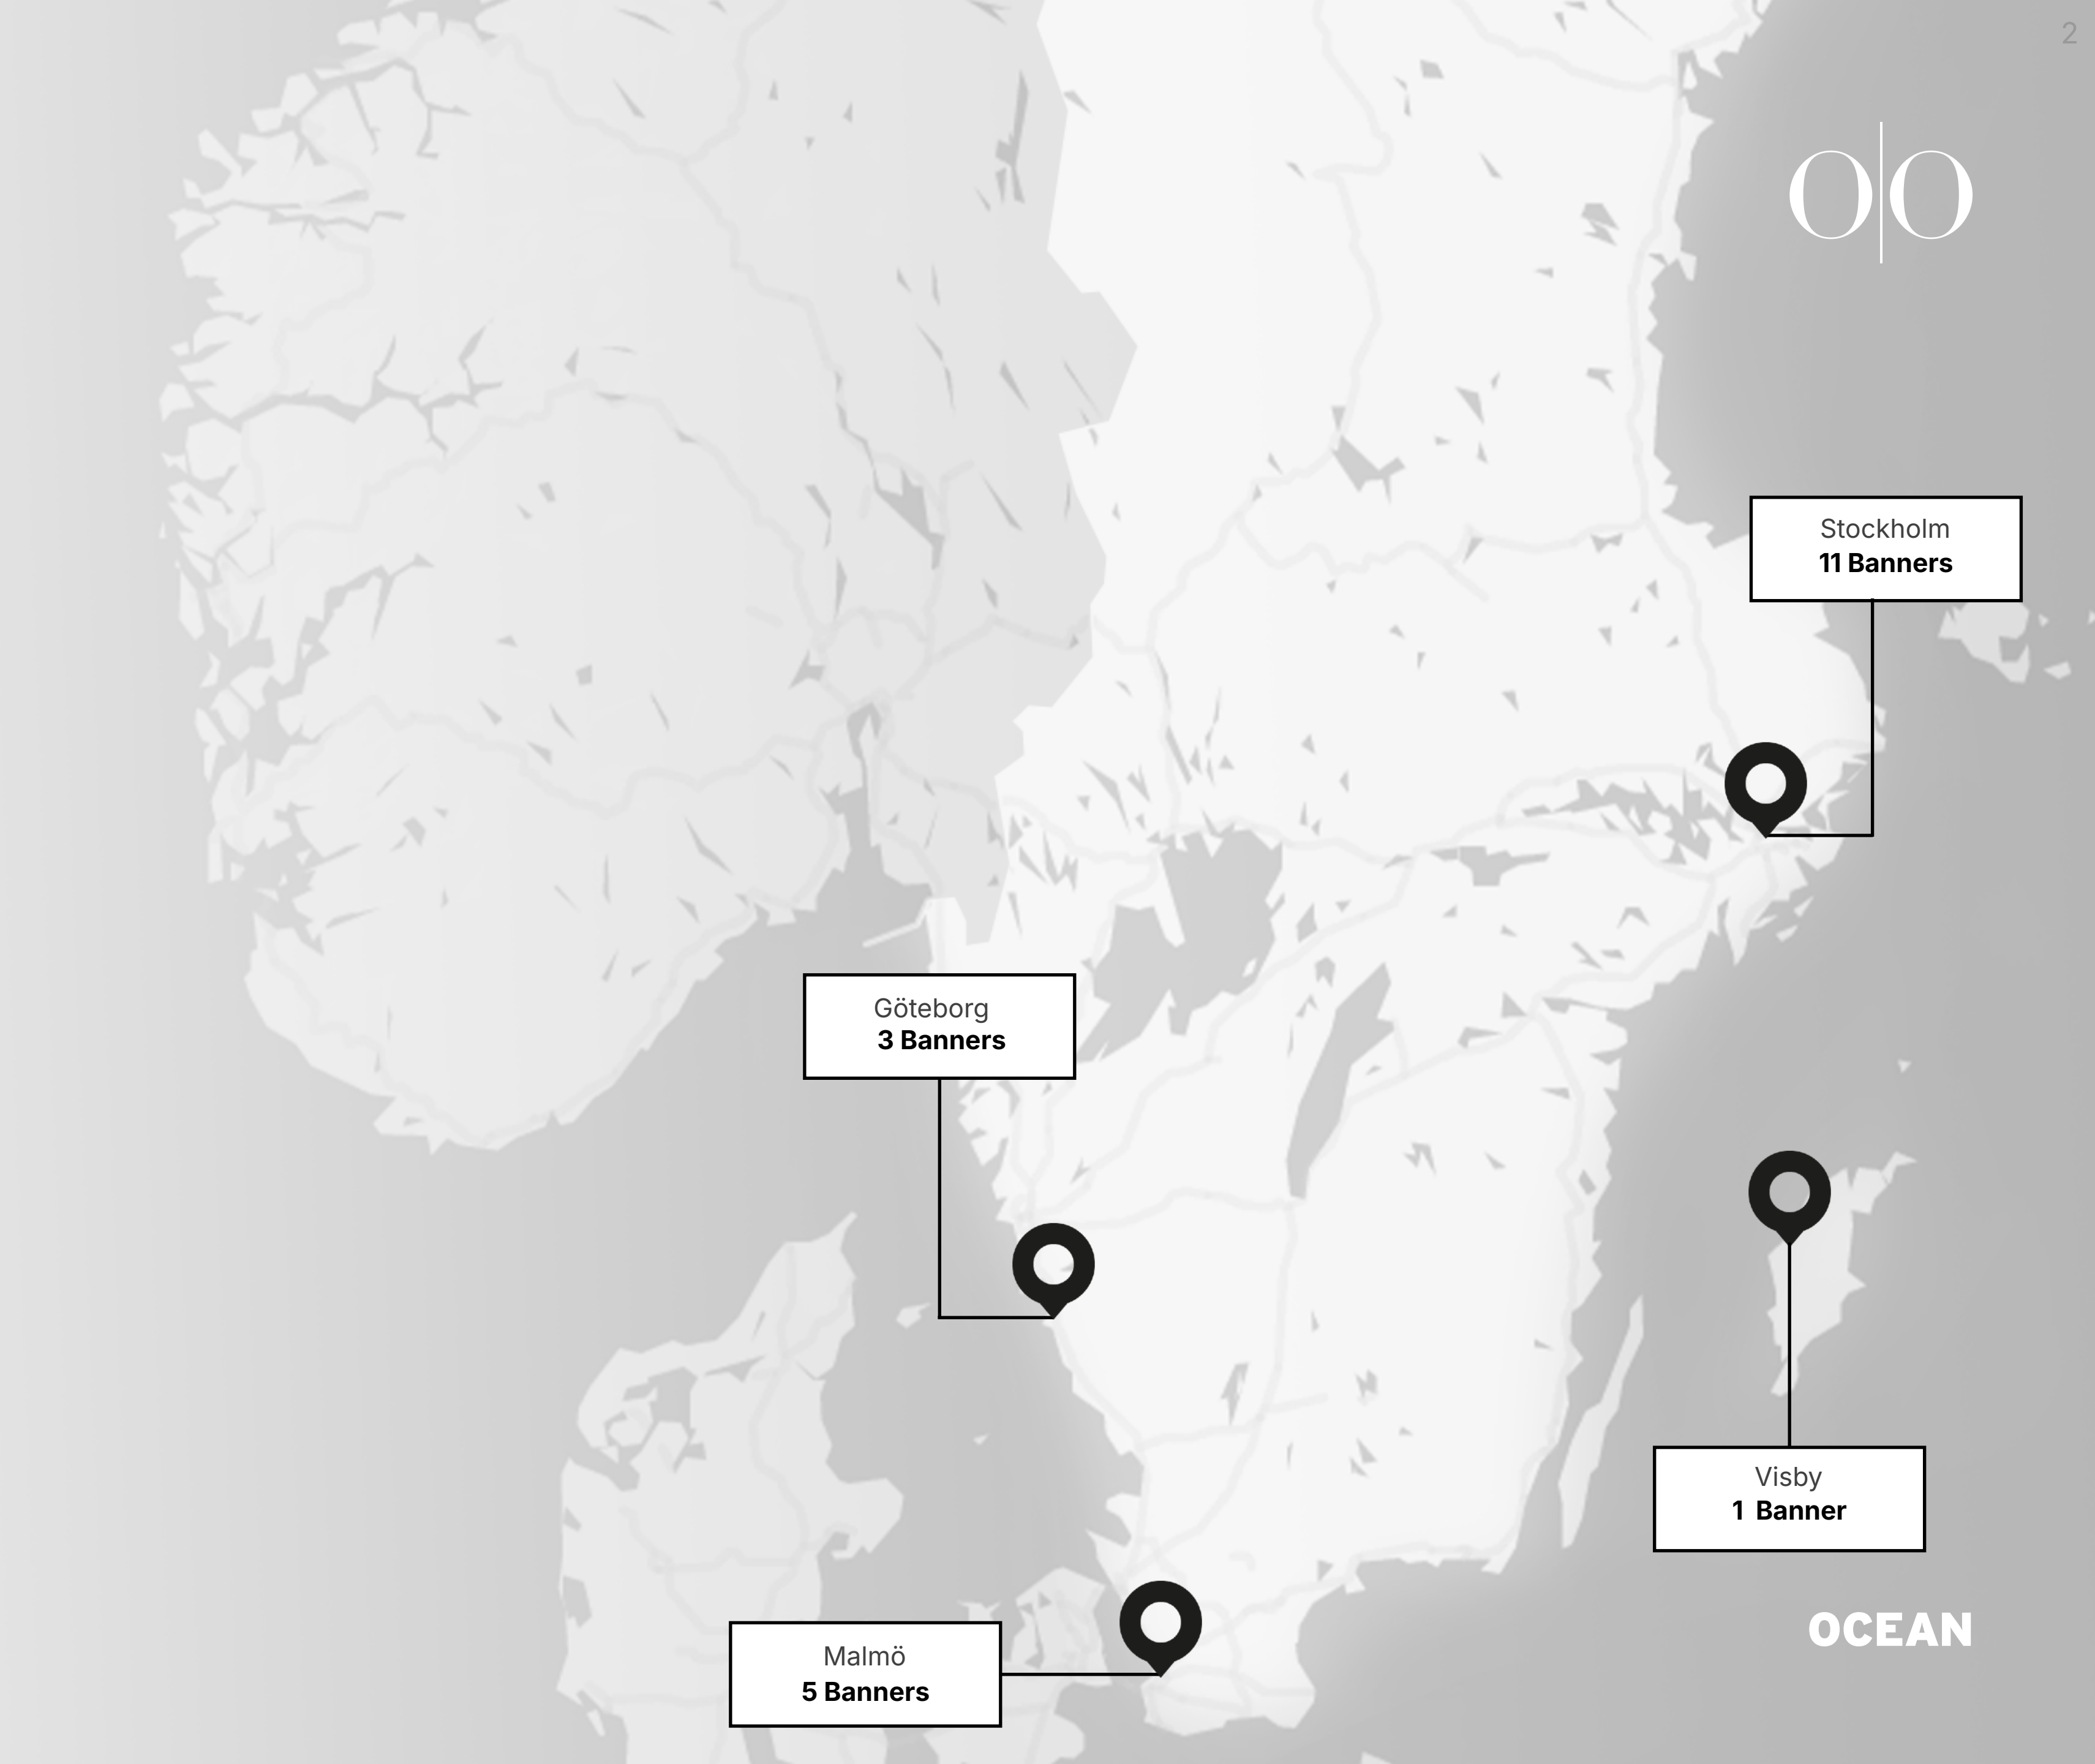 2
O|O
Stockholm
11 Banners
Göteborg
3 Banners
Visby
1 Banner
Malmö
5 Banners
OCEAN